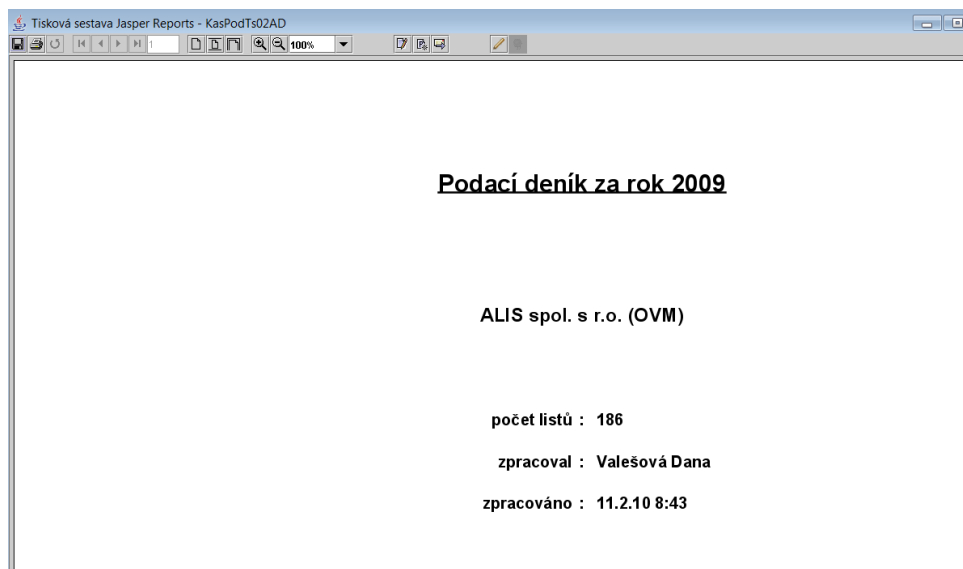 Tisková sestava Jasper Reports - KasPodTs02AD
1
100%
Podací deník za rok 2009
ALIS spol. s r.o. (OVM)
počet listů : 186
zpracoval : Valešová Dana
zpracováno : 11.2.10 8:43